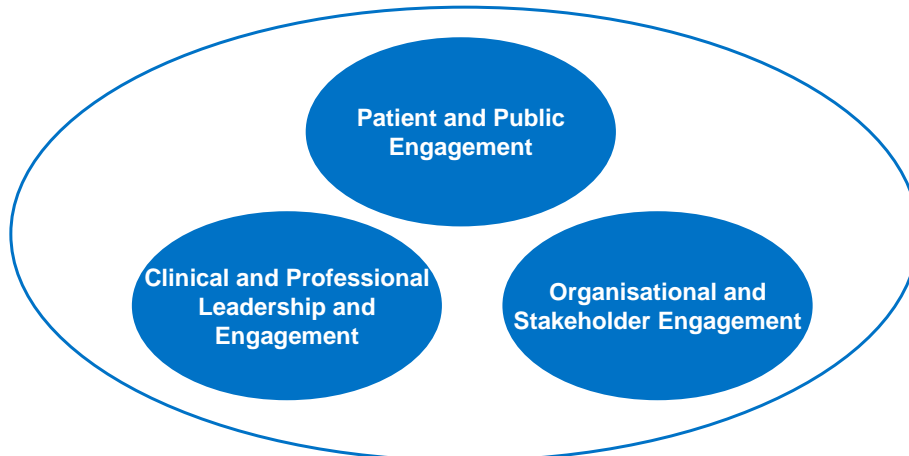 Patient and Public
Engagement
Clinical and Professional
Leadership and
Engagement
Organisational and
Stakeholder Engagement